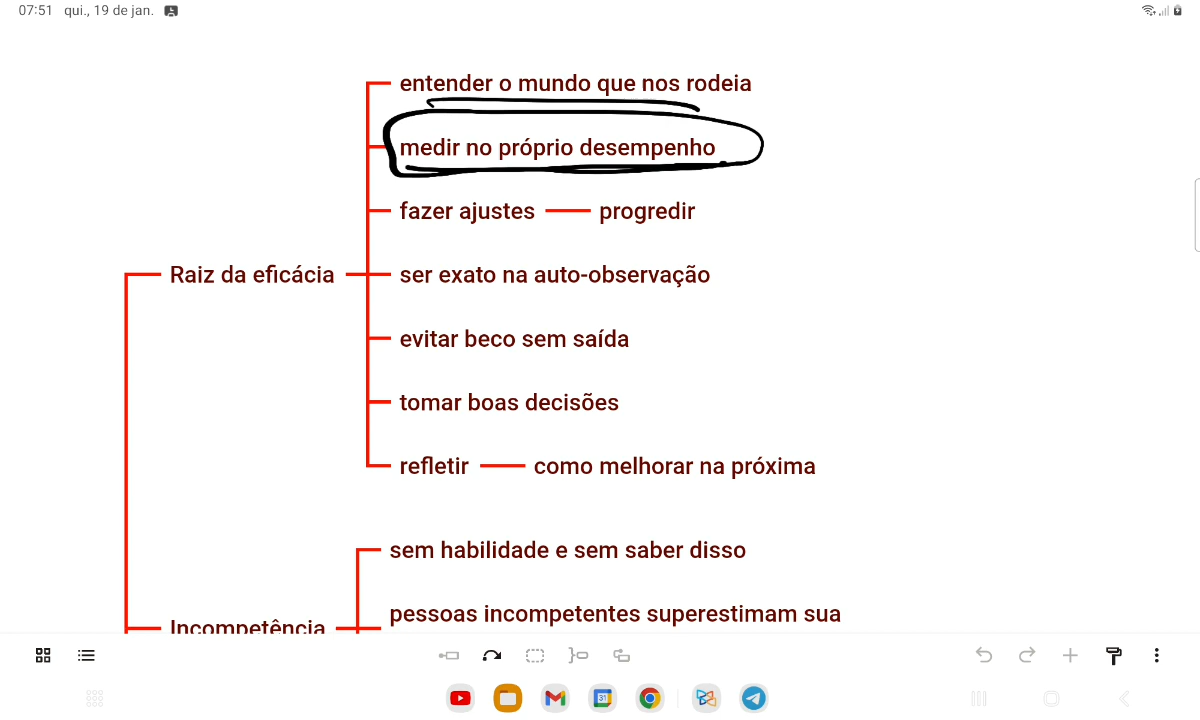 07:51 qui., 19 de jan.
entender o mundo que nos rodeia
medir no próprio desempenho
fazer ajustes
progredir
Raiz da eficácia
ser exato na auto-observação
evitar beco sem saída
tomar boas decisões
refletir
como melhorar na próxima
sem habilidade e sem saber disso
pessoas incompetentes superestimam sua
Incompetência
31